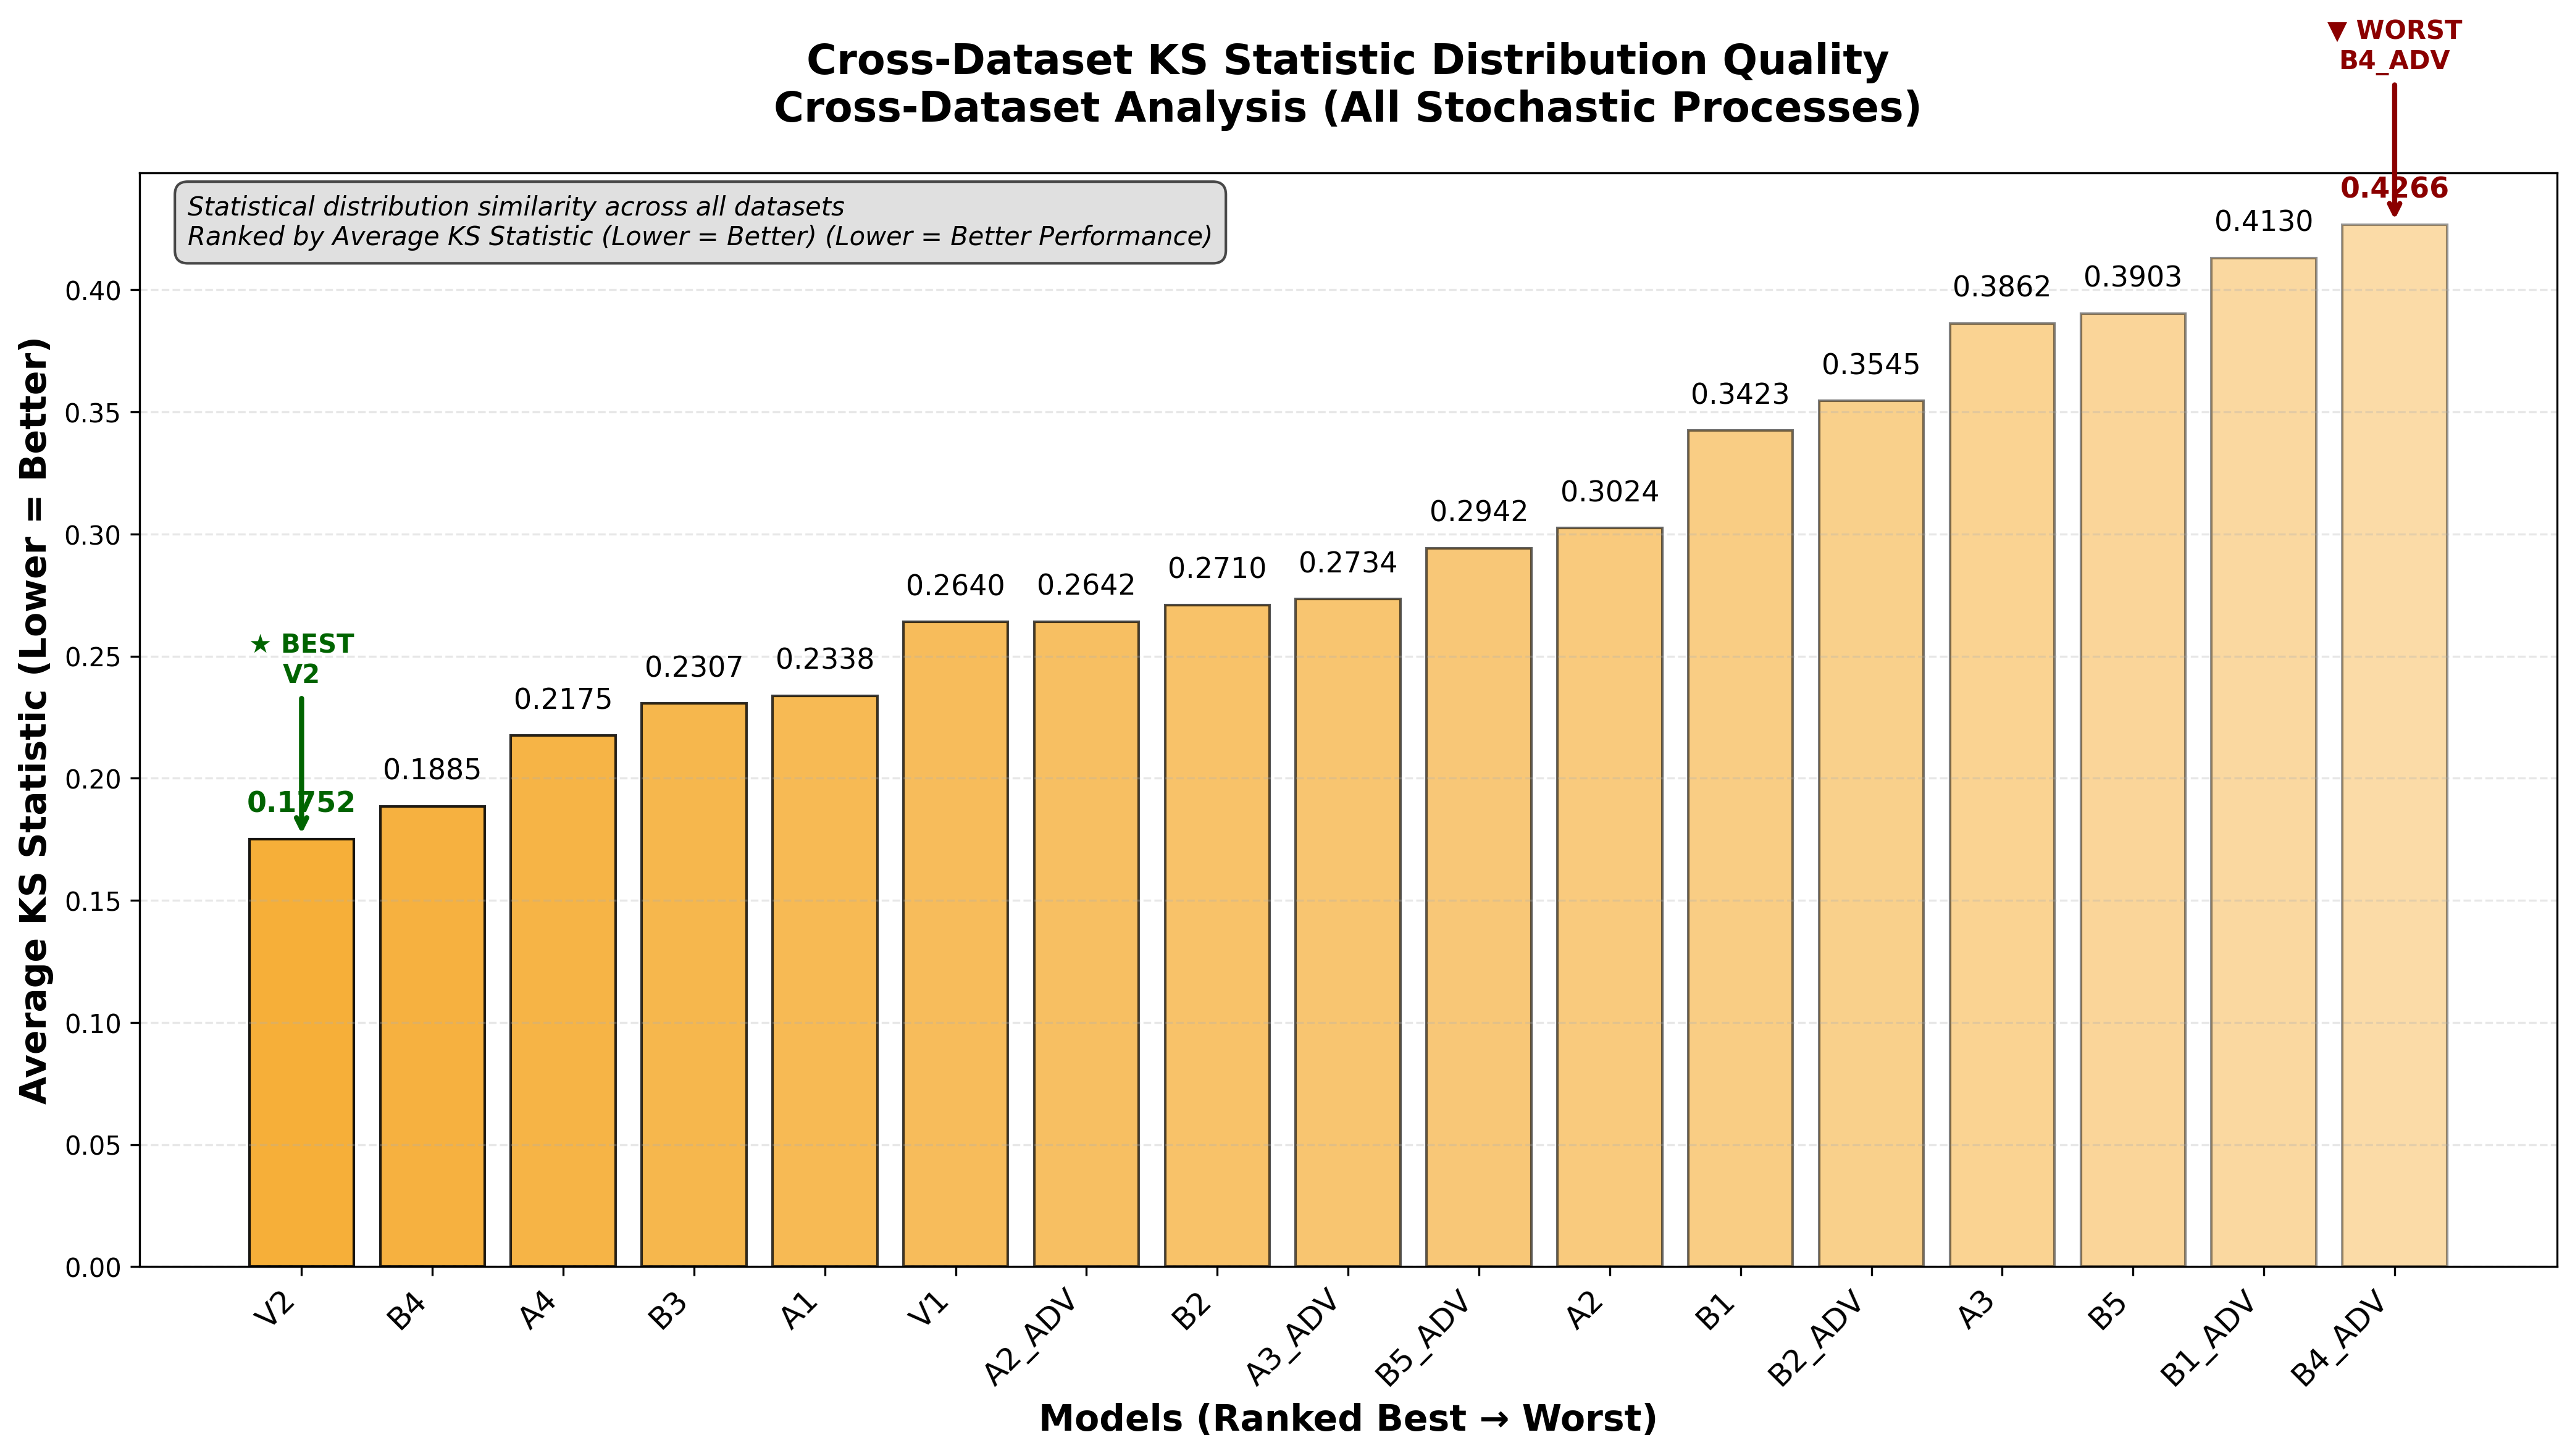 ▼ WORST
B4_ADV
Cross-Dataset KS Statistic Distribution Quality
Cross-Dataset Analysis (All Stochastic Processes)
Statistical distribution similarity across all datasets
Ranked by Average KS Statistic (Lower = Better) (Lower = Better Performance)
Average KS Statistic (Lower = Better)
0.40
0.35
0.30
0.25
0.20
0.15
0.10
0.05
0.00
★ BEST
V2
0.1752
0.1885
0.2175
0.2307
0.2338
0.2640
0.2642
0.2710
0.2734
0.2942
0.3024
0.3423
0.3545
0.3862
0.3903
0.4130
0.4266
V2
B4
A4
B3
A1
V1
A2_ADV
B2
A3_ADV
B5_ADV
A2
B1
B2_ADV
A3
B5
B1_ADV
B4_ADV
Models (Ranked Best → Worst)